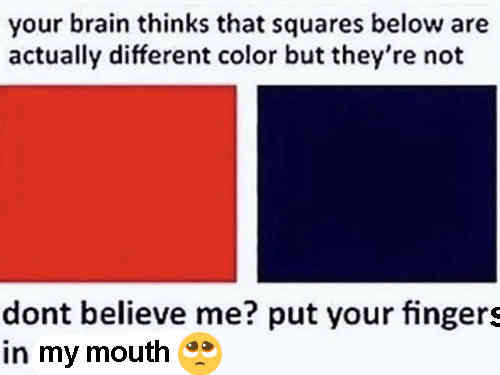 your brain thinks that squares below are
actually different color but they're not
dont believe me? put your fingers
in my mouth 🥺